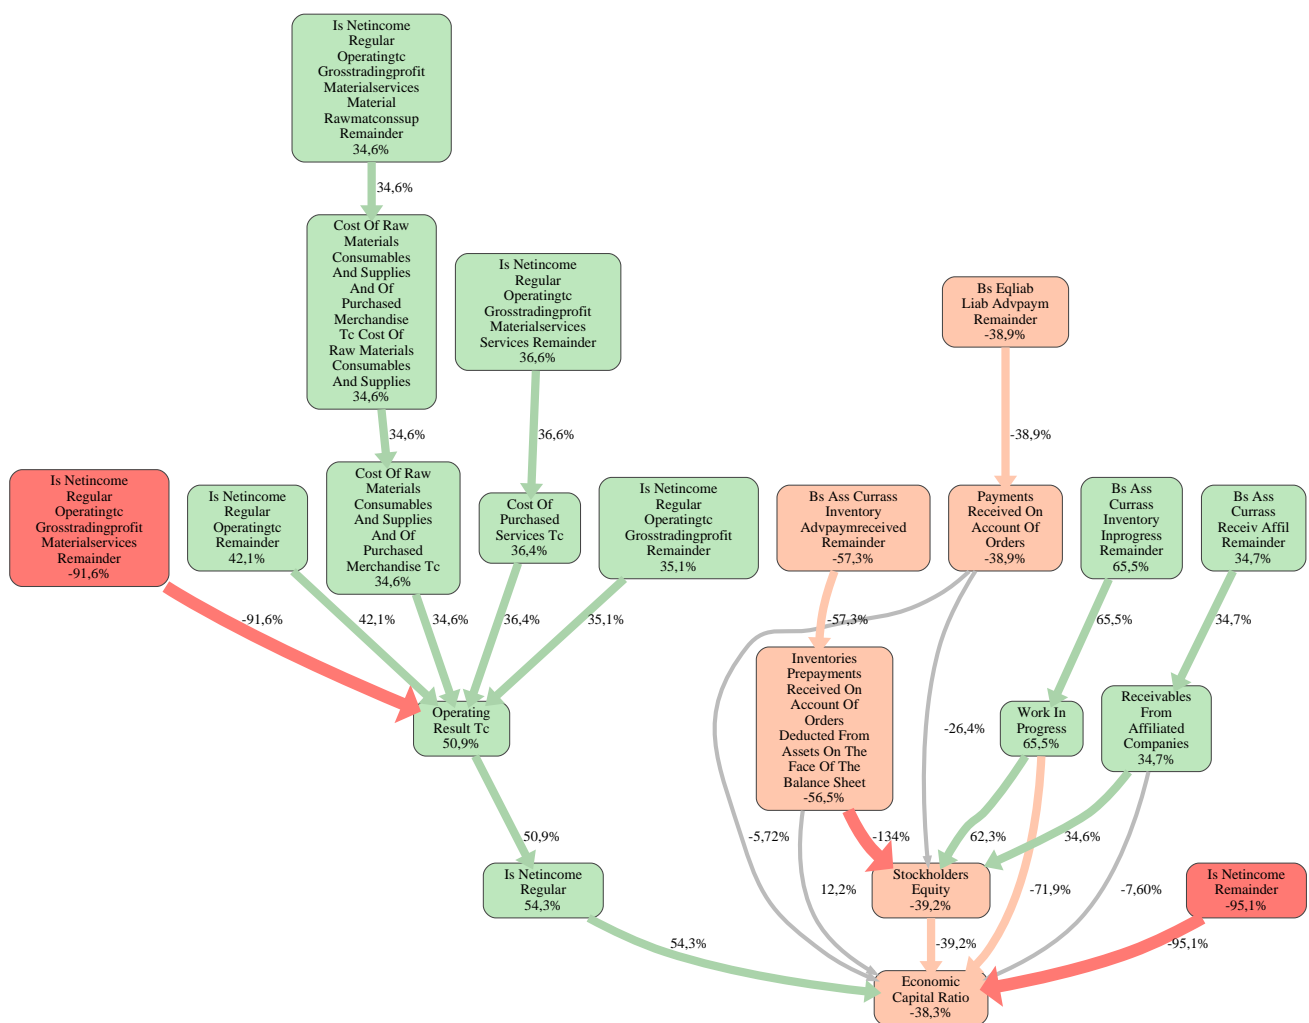 Is Netincome
Regular
Operatingtc
Grosstradingprofit
Materialservices
Material
Rawmatconssup
Remainder
34,6%
34,6%
Cost Of Raw
Materials
Consumables
And Supplies
And Of
Purchased
Merchandise
Tc Cost Of
Raw Materials
Consumables
And Supplies
34,6%
Is Netincome
Regular
Operatingtc
Grosstradingprofit
Materialservices
Services Remainder
36,6%
Bs Eqliab
Liab Advpaym
Remainder
-38,9%
34,6%
36,6%
-38,9%
Is Netincome
Regular
Operatingtc
Grosstradingprofit
Materialservices
Remainder
-91,6%
Is Netincome
Regular
Operatingtc
Remainder
42,1%
Cost Of Raw
Materials
Consumables
And Supplies
And Of
Purchased
Merchandise Tc
34,6%
Cost Of
Purchased
Services Tc
36,4%
Is Netincome
Regular
Operatingtc
Grosstradingprofit
Remainder
35,1%
Bs Ass Currass
Inventory
Advpaymreceived
Remainder
-57,3%
Payments
Received On
Account Of
Orders
-38,9%
Bs Ass
Currass
Inventory
Inprogress
Remainder
65,5%
Bs Ass
Currass
Receiv Affil
Remainder
34,7%
-91,6%
42,1%
34,6%
36,4%
35,1%
-57,3%
65,5%
34,7%
Inventories
Prepayments
Received On
Account Of
Orders
Deducted From
Assets On The
Face Of The
Balance Sheet
-56,5%
Operating
Result Tc
50,9%
-26,4%
Work In
Progress
65,5%
Receivables
From
Affiliated
Companies
34,7%
50,9%
-5,72%
-134%
62,3%
34,6%
Is Netincome
Regular
54,3%
12,2%
Stockholders
Equity
-39,2%
-71,9%
-7,60%
Is Netincome
Remainder
-95,1%
54,3%
-39,2%
-95,1%
Economic
Capital Ratio
-38,3%